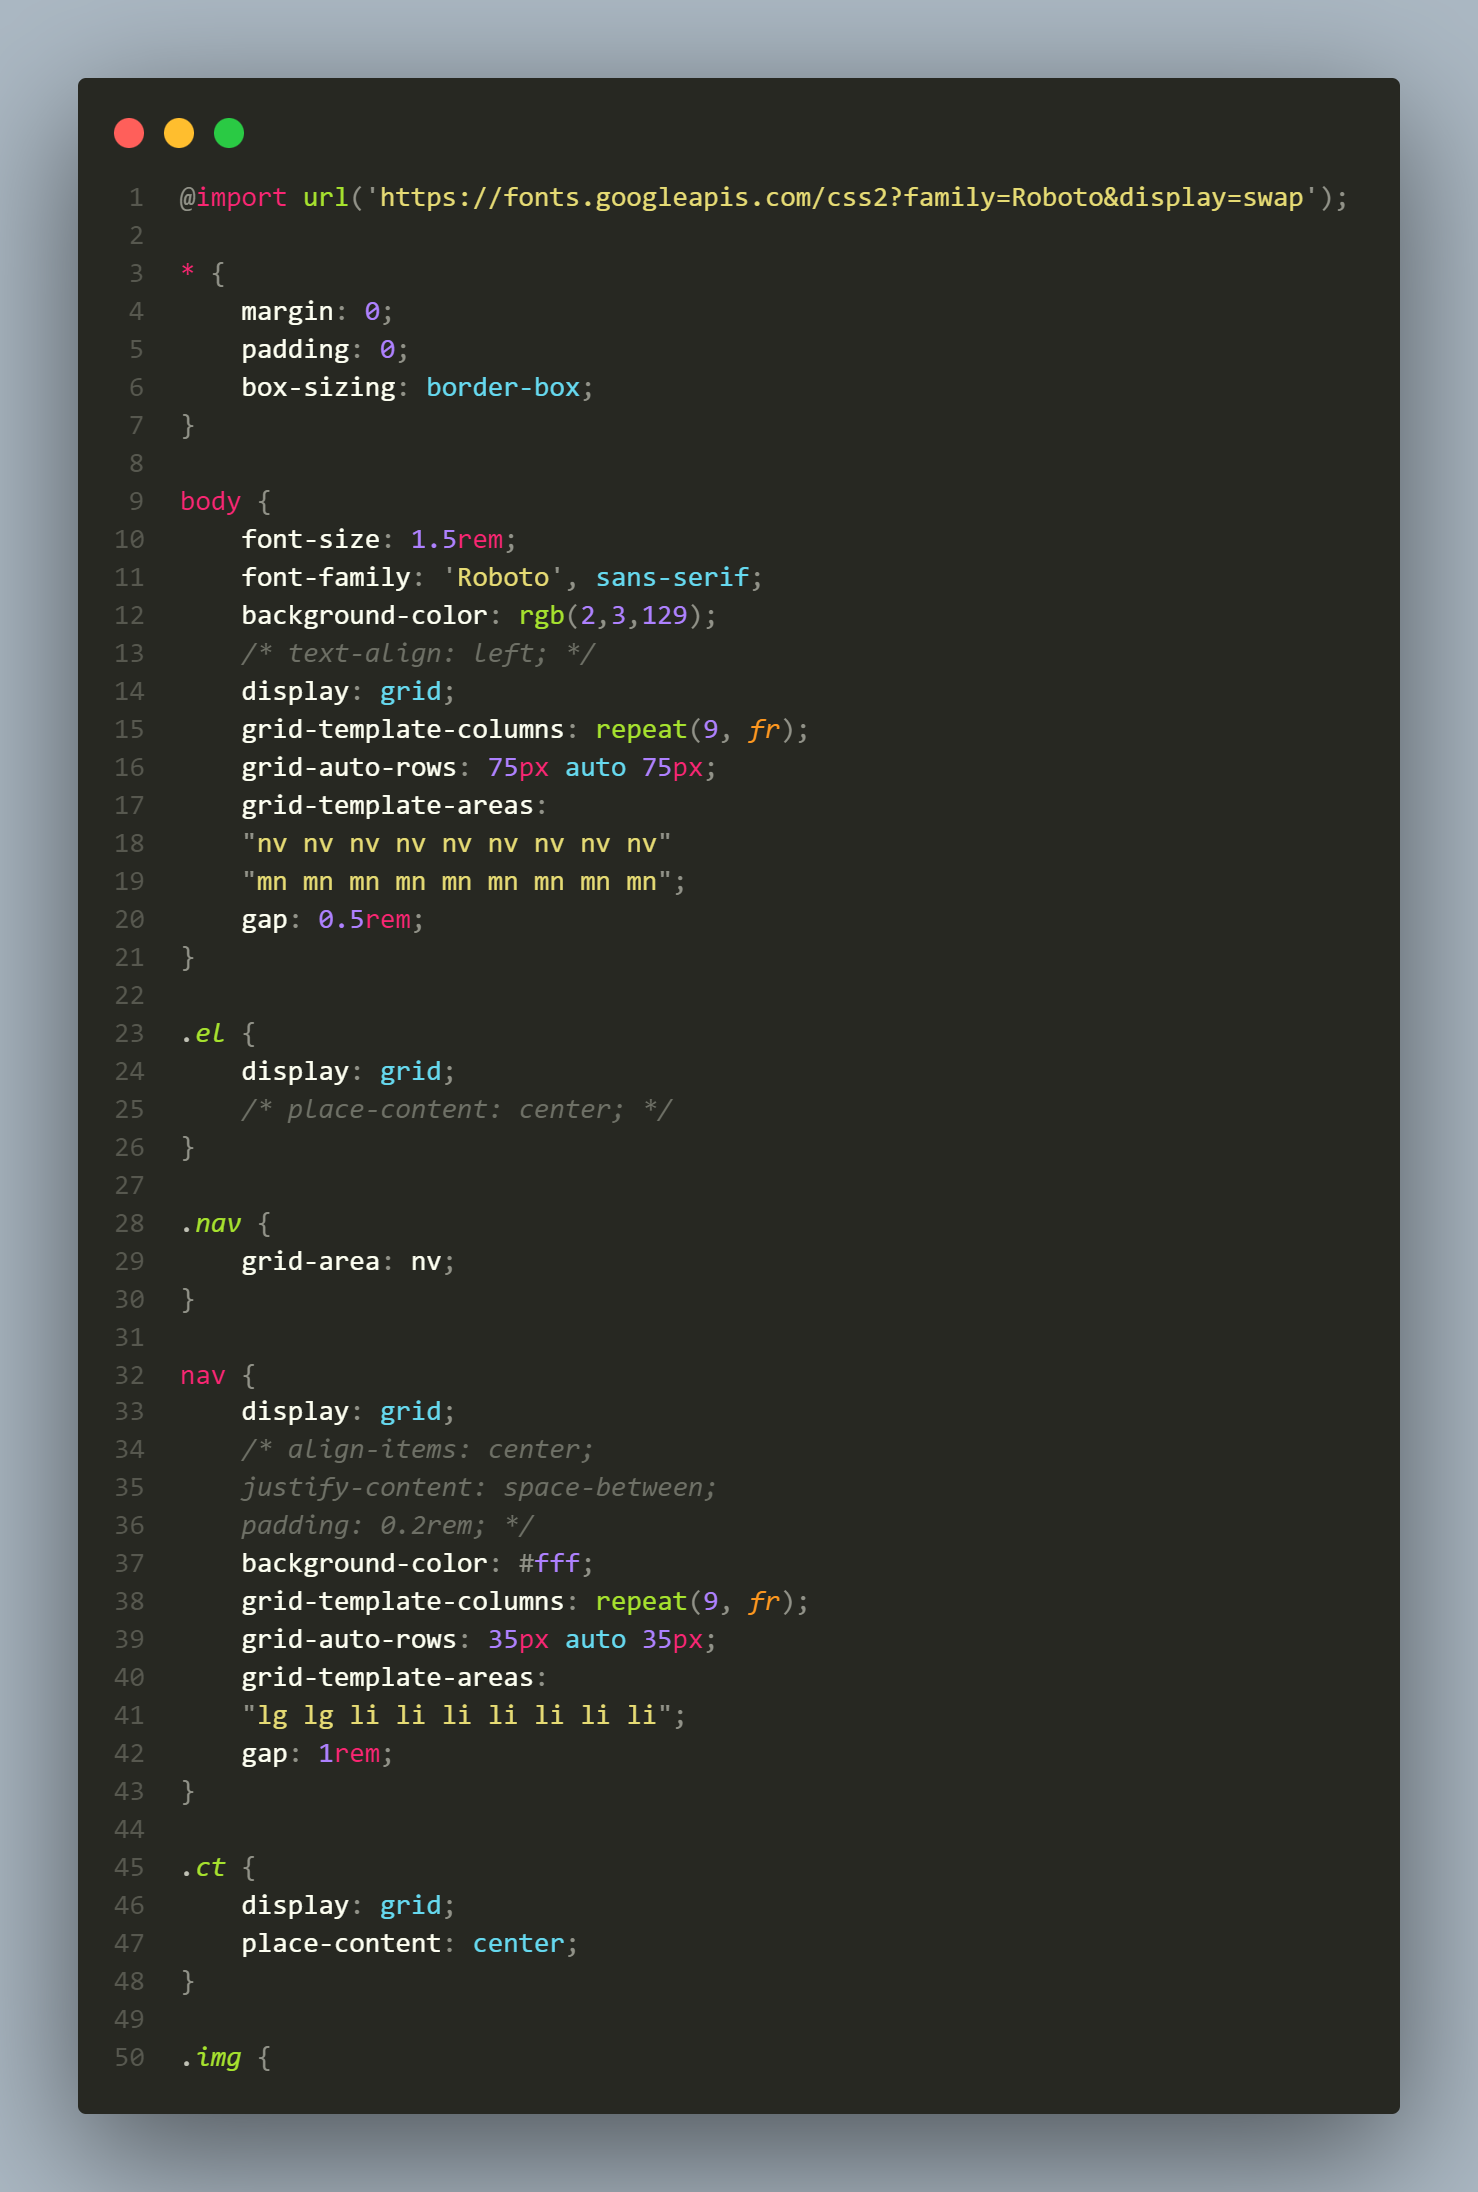 1 @import url('https://fonts.googleapis.com/css2?family=Roboto&display=swap');
2
3 * {
4     margin: 0;
5     padding: 0;
6     box-sizing: border-box;
7 }
8
9 body {
10     font-size: 1.5rem;
11     font-family: 'Roboto', sans-serif;
12     background-color: rgb(2,3,129);
13     /* text-align: left; */
14     display: grid;
15     grid-template-columns: repeat(9, fr);
16     grid-auto-rows: 75px auto 75px;
17     grid-template-areas:
18     "nv nv nv nv nv nv nv nv nv"
19     "mn mn mn mn mn mn mn mn mn";
20     gap: 0.5rem;
21 }
22
23 .el {
24     display: grid;
25     /* place-content: center; */
26 }
27
28 .nav {
29     grid-area: nv;
30 }
31
32 nav {
33     display: grid;
34     /* align-items: center;
35     justify-content: space-between;
36     padding: 0.2rem; */
37     background-color: #fff;
38     grid-template-columns: repeat(9, fr);
39     grid-auto-rows: 35px auto 35px;
40     grid-template-areas:
41     "lg lg li li li li li li li";
42     gap: 1rem;
43 }
44
45 .ct {
46     display: grid;
47     place-content: center;
48 }
49
50 .img {